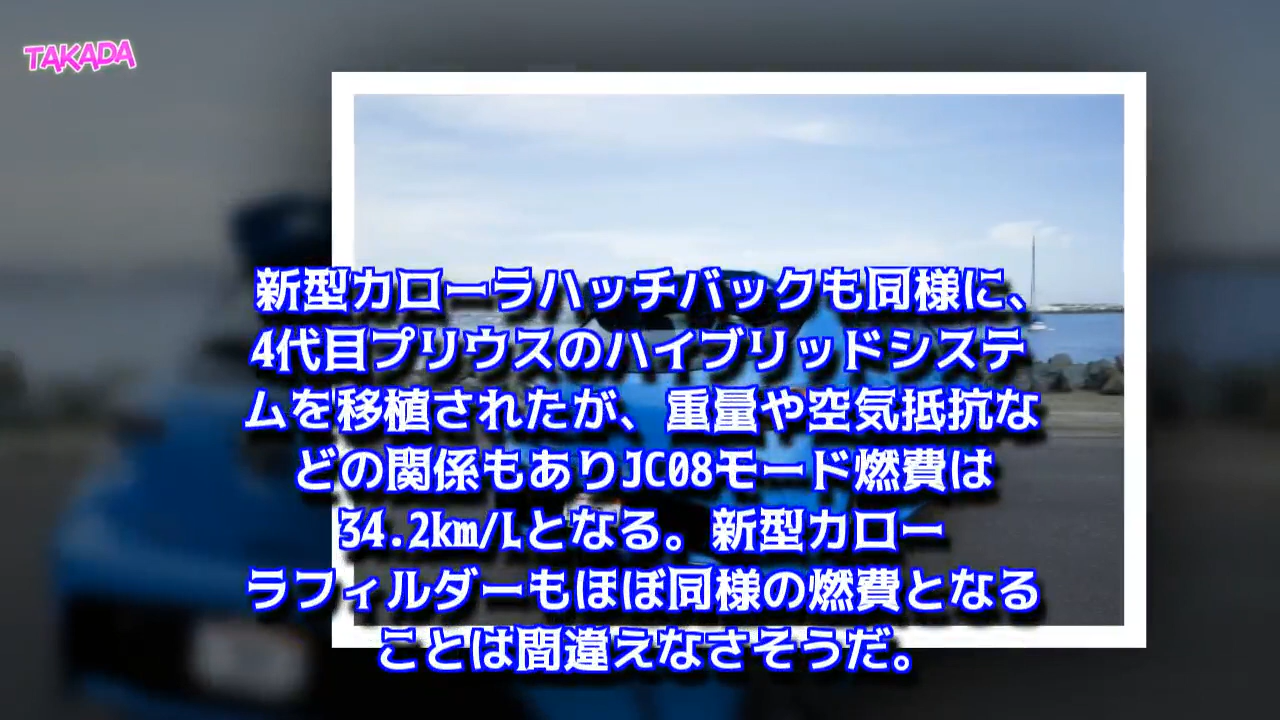 TAKADA
新型カローラハッチバックも同様に、
4代目プリウスのハイブリッドシステ
ムを移植されたが、重量や空気抵抗な
どの関係もありJC08モード燃費は
34.2km/Lとなる。新型カロー
ラフィルダーもほぼ同様の燃費となる
ことは間違えなさそうだ。